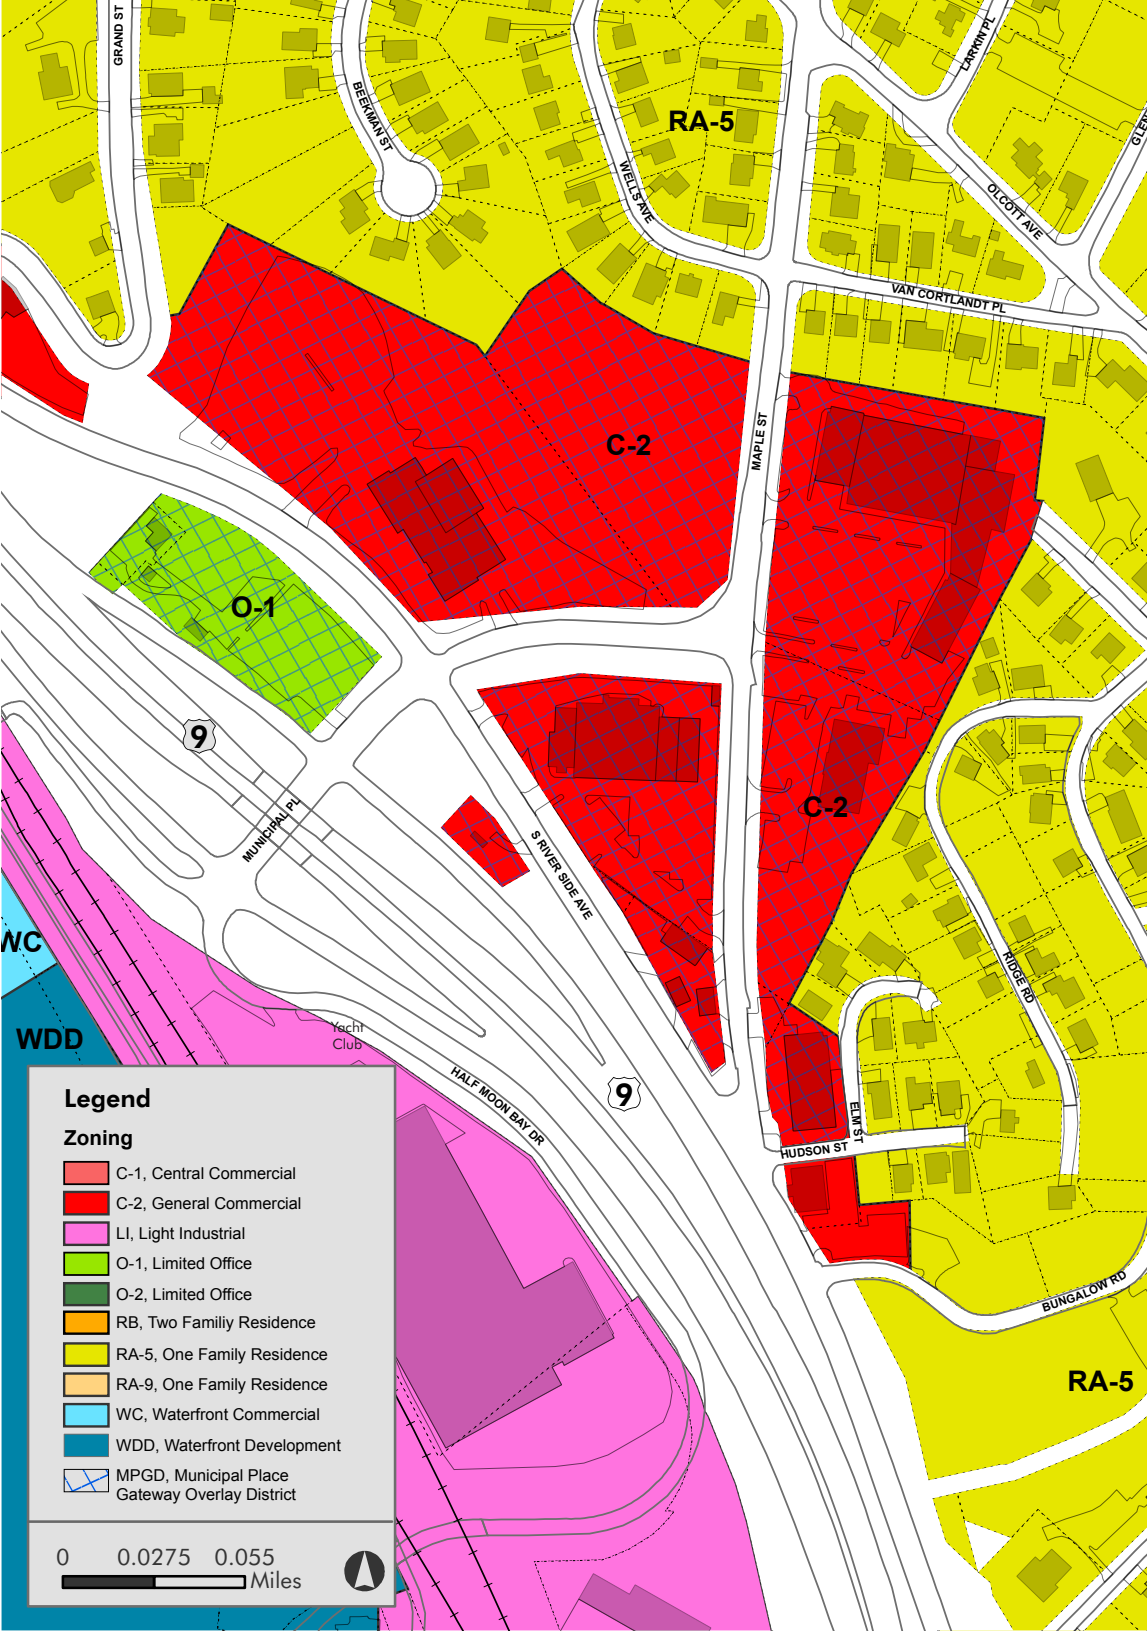 GRAND ST
BEEKMAN ST
WELLS AVE
RA-5
LARKIN PL
OLCOTT AVE
VAN CORTLANDT PL
MAPLE ST
C-2
O-1
9
MUNICIPAL PL
S RIVER SIDE AVE
C-2
RIDGE RD
WC
WDD
Yacht
Club
HALF MOON BAY DR
9
ELM ST
HUDSON ST
BUNGALOW RD
RA-5
Legend
Zoning
C-1, Central Commercial
C-2, General Commercial
LI, Light Industrial
O-1, Limited Office
O-2, Limited Office
RB, Two Familiy Residence
RA-5, One Family Residence
RA-9, One Family Residence
WC, Waterfront Commercial
WDD, Waterfront Development
MPGD, Municipal Place
Gateway Overlay District
0 0.0275 0.055
Miles